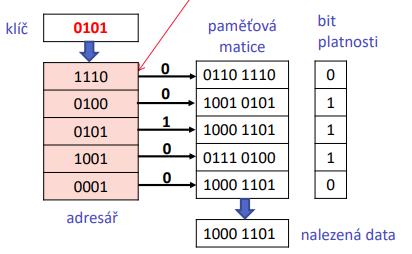 klíč 0101 paměťová matice bit platnosti
1110 0 0110 1110 0
0100 0 1001 0101 1
0101 1 1000 1101 1
1001 0 0111 0100 1
0001 0 1000 1101 0
adresář
1000 1101 nalezená data